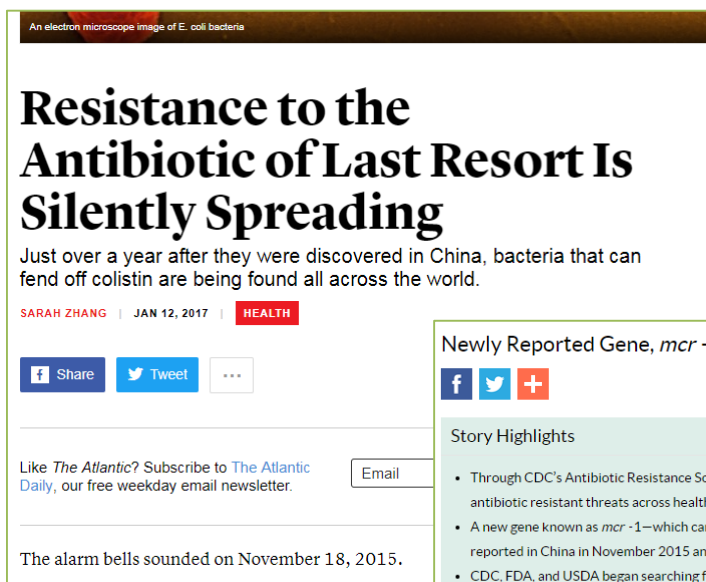 An electron microscope image of E. coli bacteria
Resistance to the
Antibiotic of Last Resort Is
Silently Spreading
Just over a year after they were discovered in China, bacteria that can
fend off colistin are being found all across the world.
SARAH ZHANG | JAN 12, 2017 | HEALTH
Share Tweet ...
Like The Atlantic? Subscribe to The Atlantic
Daily, our free weekday email newsletter.
Email
The alarm bells sounded on November 18, 2015.
Newly Reported Gene, mcr -
Story Highlights
• Through CDC's Antibiotic Resistance
antibiotic resistant threats across
• A new gene known as mcr -1—which
reported in China in November 2015
• CDC, FDA, and USDA began searching